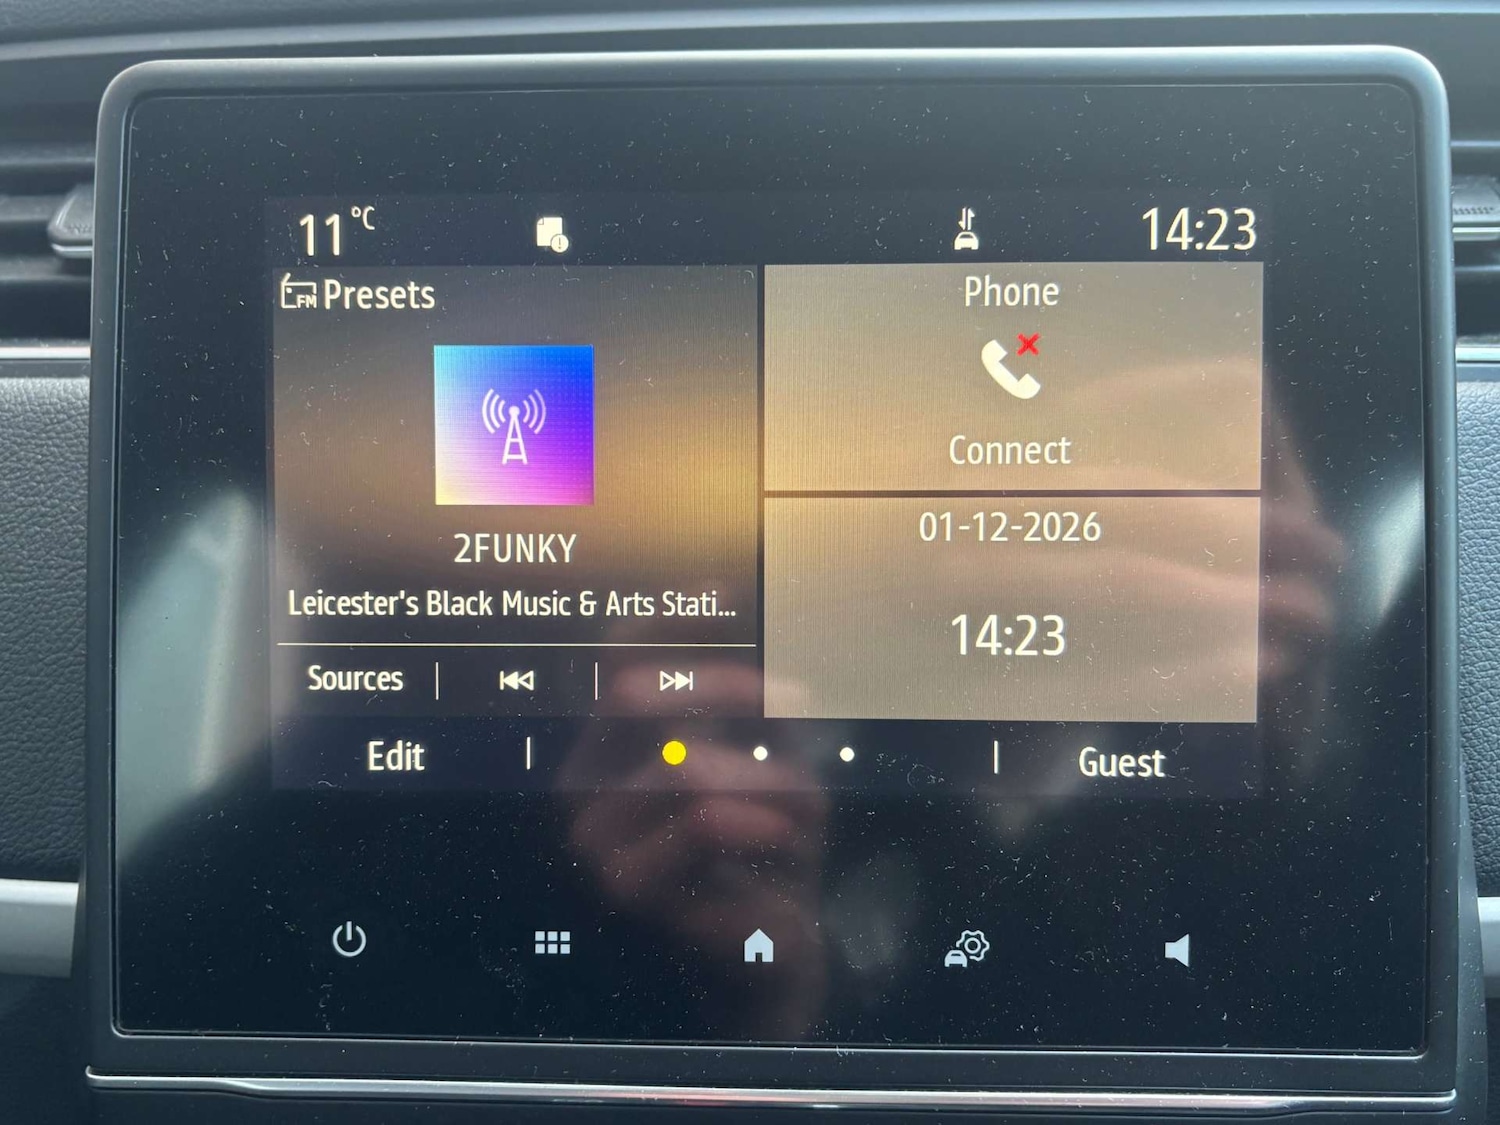 11 °C
14:23
FM Presets
2FUNKY
Leicester's Black Music & Arts Stati...
Sources
Phone
Connect
01-12-2026
14:23
Edit
Guest